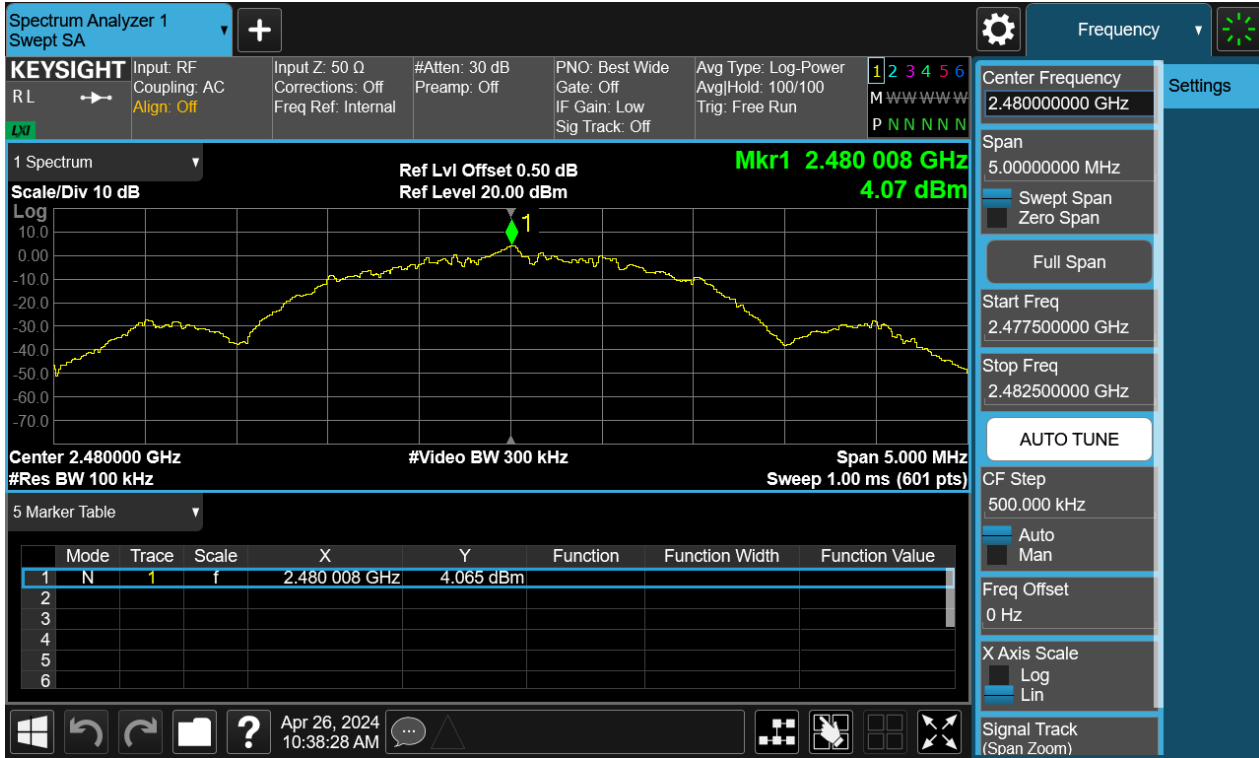 Spectrum Analyzer 1
Swept SA
+
Frequency
KEYSIGHT
R L
LXI
Input: RF
Coupling: AC
Align: Off
Input Z: 50 Ω
Corrections: Off
Freq Ref: Internal
#Atten: 30 dB
Preamp: Off
PNO: Best Wide
Gate: Off
IF Gain: Low
Sig Track: Off
Avg Type: Log-Power
Avg|Hold: 100/100
Trig: Free Run
1 2 3 4 5 6
M W W W W W W
P N N N N N N
1 Spectrum
Scale/Div 10 dB
Ref Lvl Offset 0.50 dB
Ref Level 20.00 dBm
Mkr1 2.480 008 GHz
4.07 dBm
Log
1
10.0
0.00
-10.0
-20.0
-30.0
-40.0
-50.0
-60.0
-70.0
Center 2.480000 GHz
#Video BW 300 kHz
Span 5.000 MHz
#Res BW 100 kHz
Sweep 1.00 ms (601 pts)
5 Marker Table
Mode Trace Scale X Y Function Function Width Function Value
1 N 1 f 2.480 008 GHz 4.065 dBm
2
3
4
5
6
?
Apr 26, 2024
10:38:28 AM
Center Frequency
2.480000000 GHz
Settings
Span
5.00000000 MHz
Swept Span
Zero Span
Full Span
Start Freq
2.477500000 GHz
Stop Freq
2.482500000 GHz
AUTO TUNE
CF Step
500.000 kHz
Auto
Man
Freq Offset
0 Hz
X Axis Scale
Log
Lin
Signal Track
(Span Zoom)